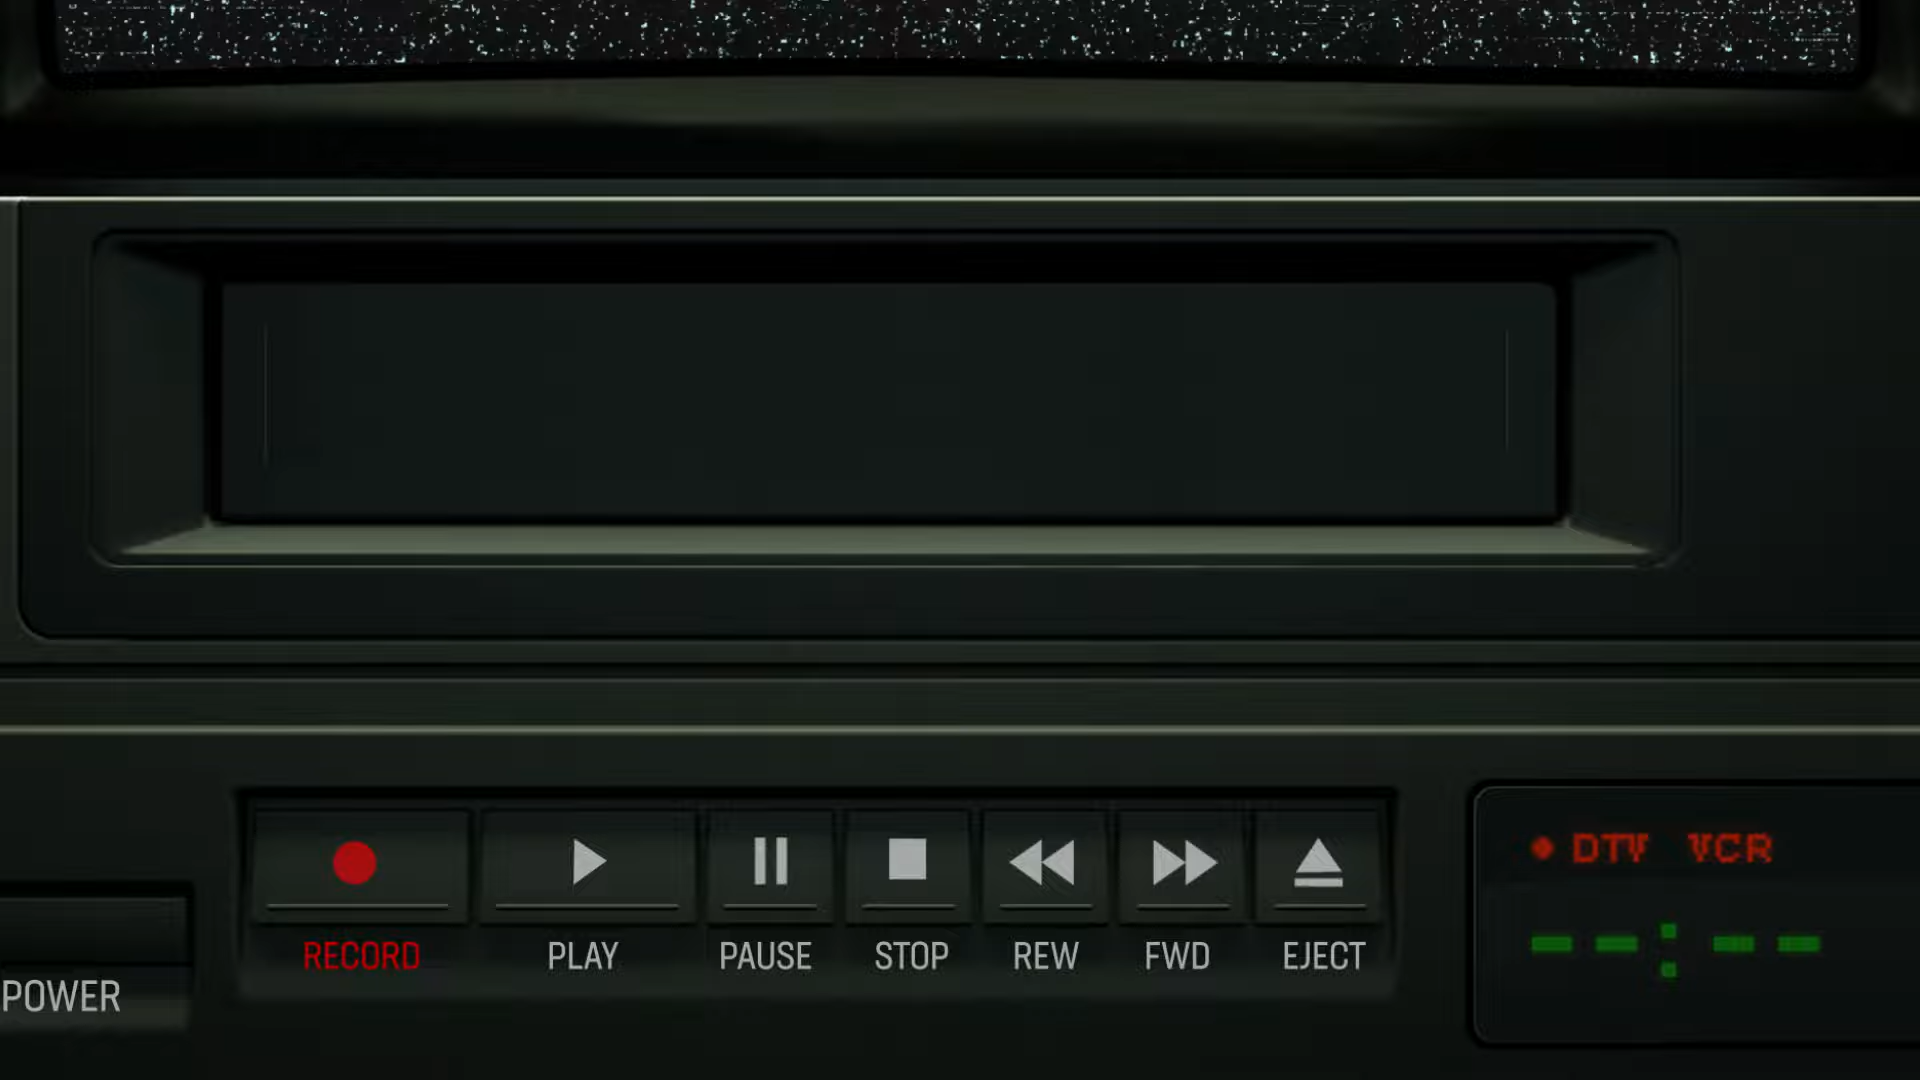 DTV VCR
--:--
RECORD PLAY PAUSE STOP REW FWD EJECT
POWER